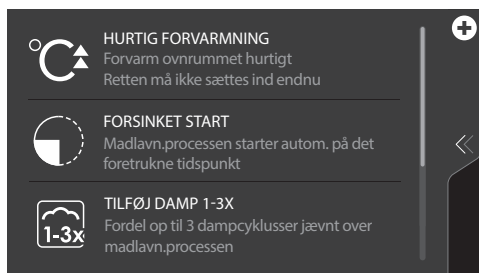 °C
HURTIG FORVARMNING
Forvarm ovnrummet hurtigt
Retten må ikke sættes ind endnu
FORSINKET START
Madlavn.processen starter autom. på det
foretrukne tidspunkt
1-3x
TILFØJ DAMP 1-3X
Fordel op til 3 dampcyklusser jævnt over
madlavn.processen